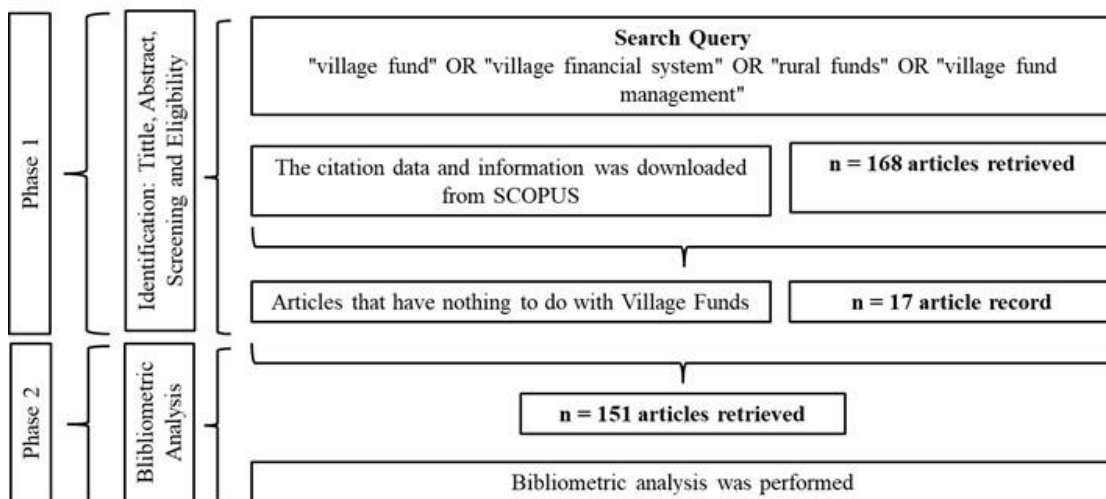 Phase 1
Identification: Tittle, Abstract,
Screening and Eligibility
Search Query
"village fund" OR "village financial system" OR "rural funds" OR "village fund
management"
The citation data and information was downloaded
from SCOPUS
n = 168 articles retrieved
Articles that have nothing to do with Village Funds
n = 17 article record
Phase 2
Blibliometric
Analysis
n = 151 articles retrieved
Bibliometric analysis was performed